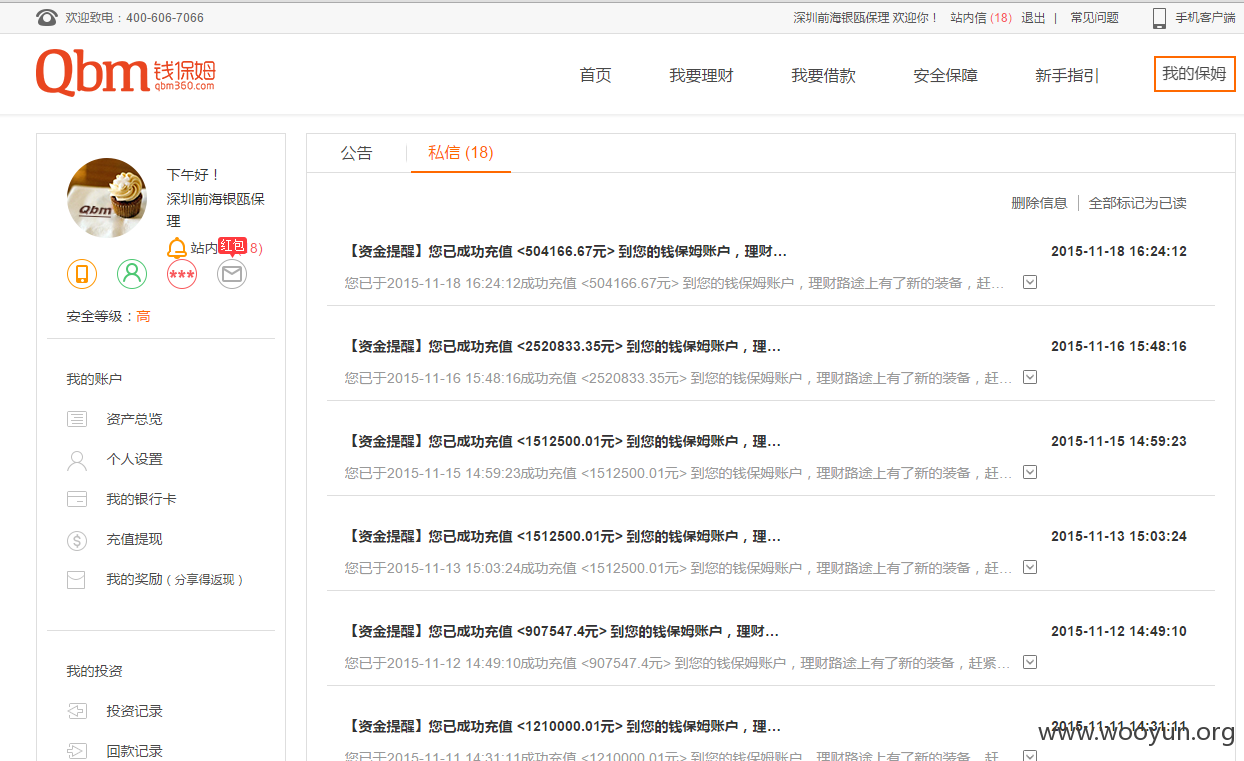 欢迎致电：400-606-7066
深圳前海银瓯保理 欢迎你！ 站内信 (18) 退出 | 常见问题 手机客户端
Qbm 钱保姆
qbm360.com
首页 我要理财 我要借款 安全保障 新手指引 我的保姆
下午好！
深圳前海银瓯保
理
站内 红包 8)
***
安全等级：高
我的账户
资产总览
个人设置
我的银行卡
充值提现
我的奖励 ( 分享得返现 )
我的投资
投资记录
回款记录
公告 私信 (18)
删除信息 全部标记为已读
【资金提醒】您已成功充值 <504166.67元> 到您的钱保姆账户，理财... 2015-11-18 16:24:12
您已于2015-11-18 16:24:12成功充值 <504166.67元> 到您的钱保姆账户，理财路途上有了新的装备，赶...
【资金提醒】您已成功充值 <2520833.35元> 到您的钱保姆账户，理... 2015-11-16 15:48:16
您已于2015-11-16 15:48:16成功充值 <2520833.35元> 到您的钱保姆账户，理财路途上有了新的装备，赶...
【资金提醒】您已成功充值 <1512500.01元> 到您的钱保姆账户，理... 2015-11-15 14:59:23
您已于2015-11-15 14:59:23成功充值 <1512500.01元> 到您的钱保姆账户，理财路途上有了新的装备，赶...
【资金提醒】您已成功充值 <1512500.01元> 到您的钱保姆账户，理... 2015-11-13 15:03:24
您已于2015-11-13 15:03:24成功充值 <1512500.01元> 到您的钱保姆账户，理财路途上有了新的装备，赶...
【资金提醒】您已成功充值 <907547.4元> 到您的钱保姆账户，理财... 2015-11-12 14:49:10
您已于2015-11-12 14:49:10成功充值 <907547.4元> 到您的钱保姆账户，理财路途上有了新的装备，赶紧...
【资金提醒】您已成功充值 <1210000.01元> 到您的钱保姆账户，理... 2015-11-11 14:31:11
您已于2015-11-11 14:31:11成功充值 <1210000.01元> 到您的钱保姆账户，理财路途上有了新的装备，赶...
www.wooyun.org